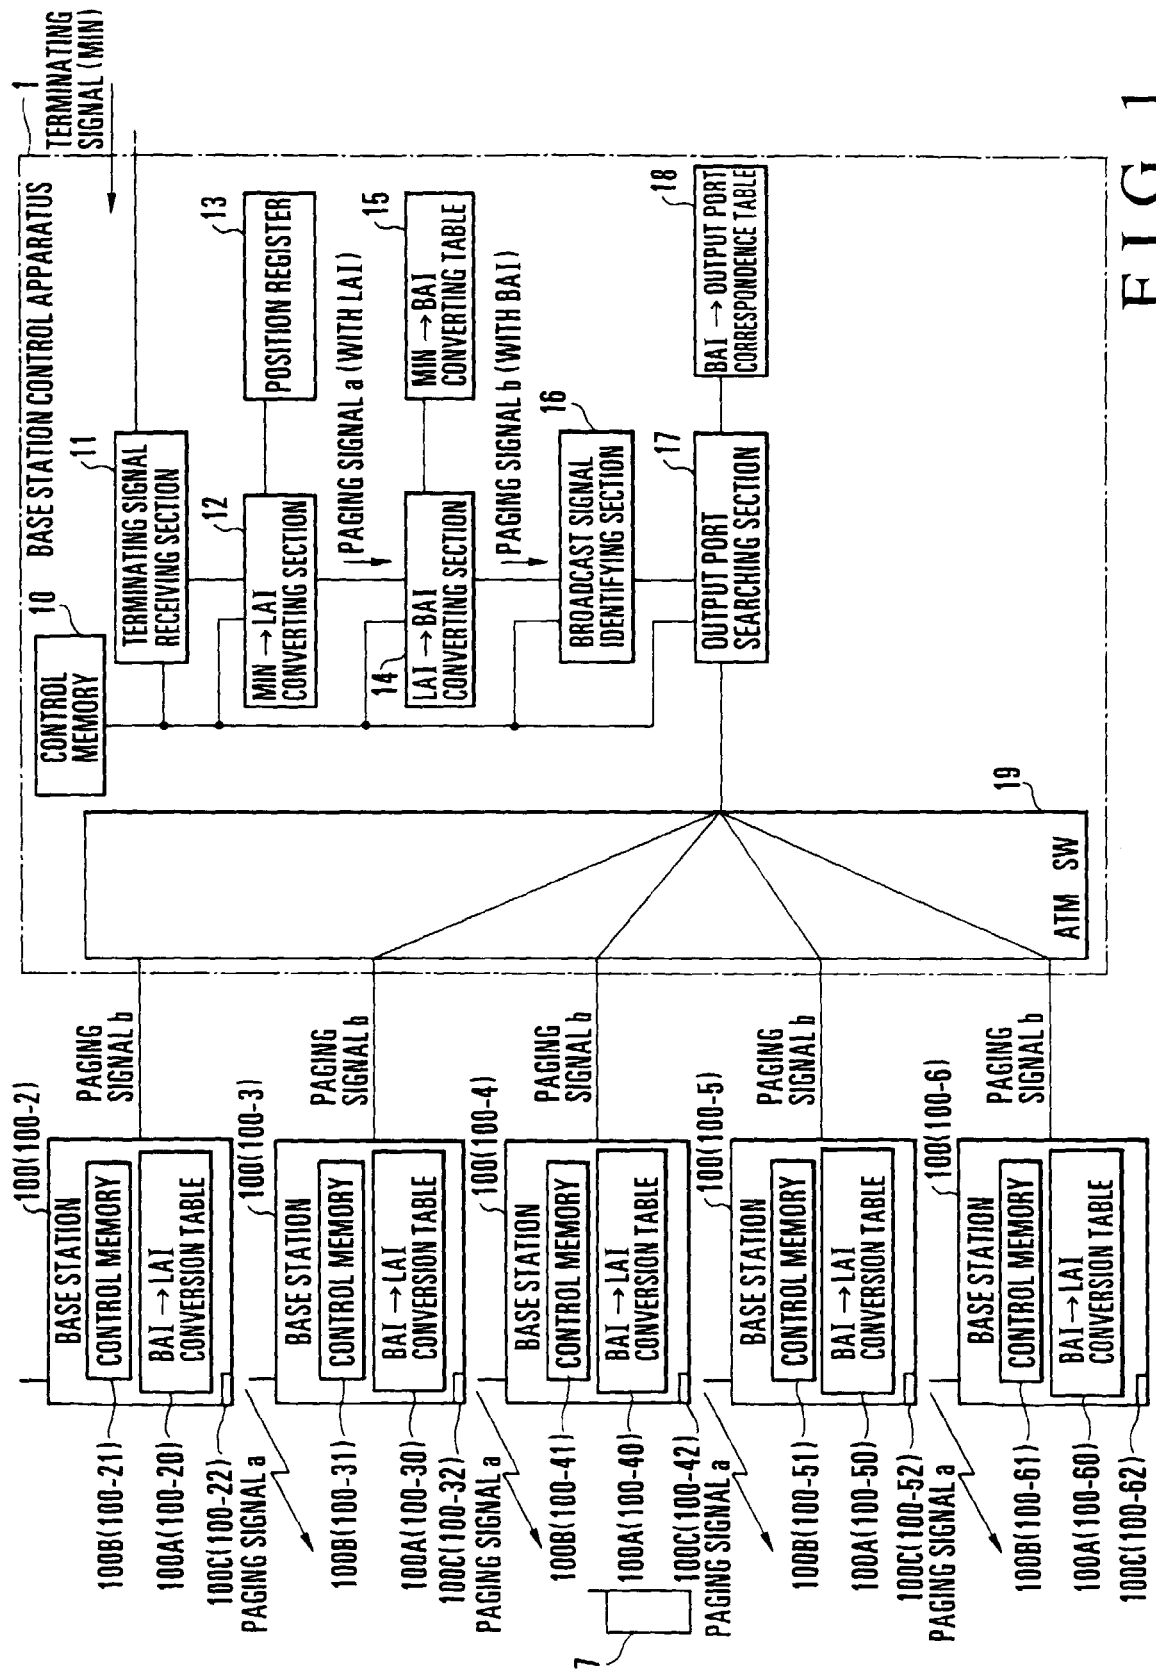 1
TERMINATING
SIGNAL (MIN)
BASE STATION CONTROL APPARATUS
10
CONTROL
MEMORY
11
TERMINATING SIGNAL
RECEIVING SECTION
12
MIN → LAI
CONVERTING SECTION
13
POSITION REGISTER
PAGING SIGNAL a (WITH LAI)
14
LAI → BAI
CONVERTING SECTION
15
MIN → BAI
CONVERTING TABLE
PAGING SIGNAL b (WITH BAI)
16
BROADCAST SIGNAL
IDENTIFYING SECTION
17
OUTPUT PORT
SEARCHING SECTION
18
BAI → OUTPUT PORT
CORRESPONDENCE TABLE
19
ATM SW
PAGING
SIGNAL b
100(100-2)
BASE STATION
CONTROL MEMORY
BAI → LAI
CONVERSION TABLE
100B(100-21)
100A(100-20)
100C(100-22)
PAGING SIGNAL a
PAGING
SIGNAL b
100(100-3)
BASE STATION
CONTROL MEMORY
BAI → LAI
CONVERSION TABLE
100B(100-31)
100A(100-30)
100C(100-32)
PAGING SIGNAL a
PAGING
SIGNAL b
100(100-4)
BASE STATION
CONTROL MEMORY
BAI → LAI
CONVERSION TABLE
100B(100-41)
100A(100-40)
100C(100-42)
PAGING SIGNAL a
7
PAGING
SIGNAL b
100(100-5)
BASE STATION
CONTROL MEMORY
BAI → LAI
CONVERSION TABLE
100B(100-51)
100A(100-50)
100C(100-52)
PAGING SIGNAL a
PAGING
SIGNAL b
100(100-6)
BASE STATION
CONTROL MEMORY
BAI → LAI
CONVERSION TABLE
100B(100-61)
100A(100-60)
100C(100-62)
FIG. 1